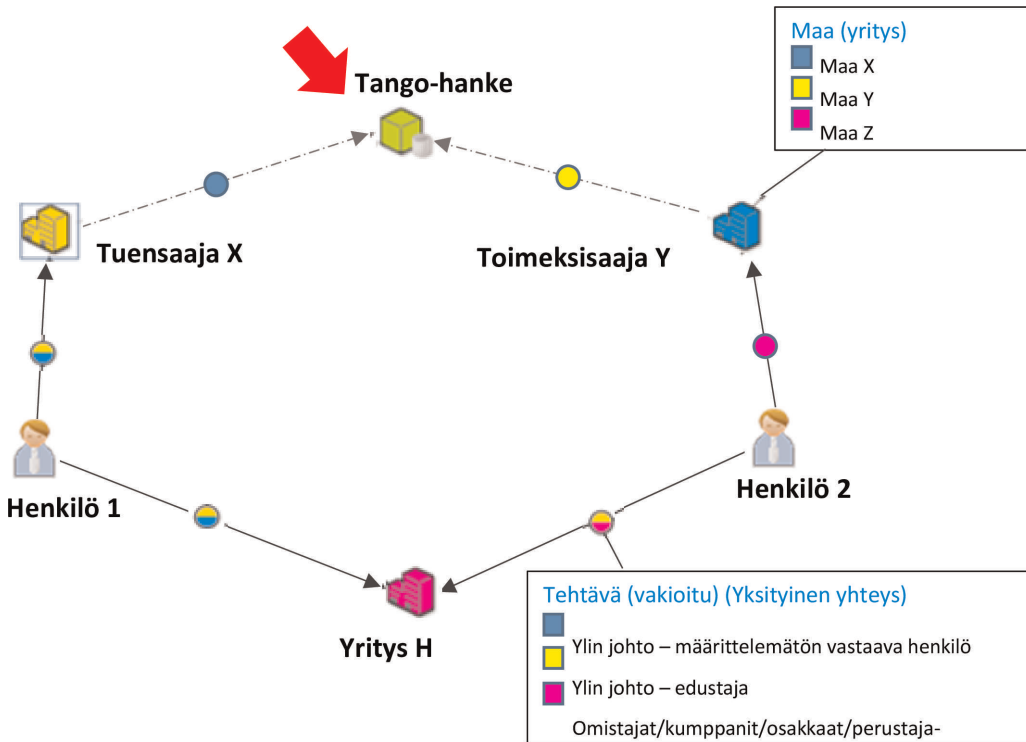 Maa (yritys)
Maa X
Maa Y
Maa Z
Tango-hanke
Tuensaaja X
Toimeksisaaja Y
Henkilö 1
Henkilö 2
Yritys H
Tehtävä (vakioitu) (Yksityinen yhteys)
Ylin johto – määrittelemätön vastaava henkilö
Ylin johto – edustaja
Omistajat/kumppanit/osakkaat/perustaja-